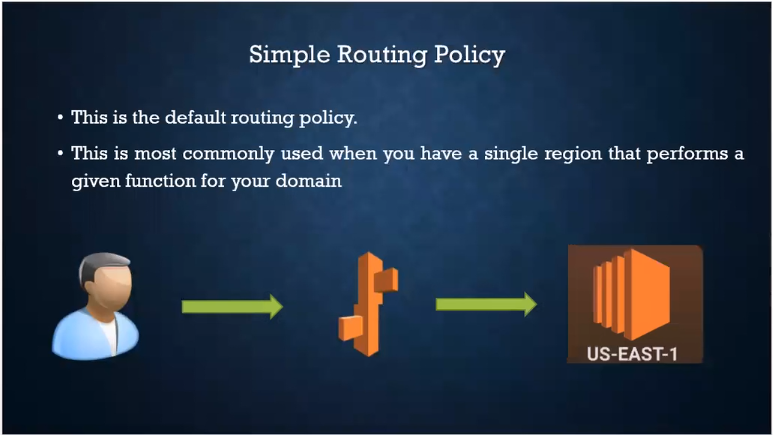 Simple Routing Policy
• This is the default routing policy.
• This is most commonly used when you have a single region that performs a
given function for your domain
US-EAST-1